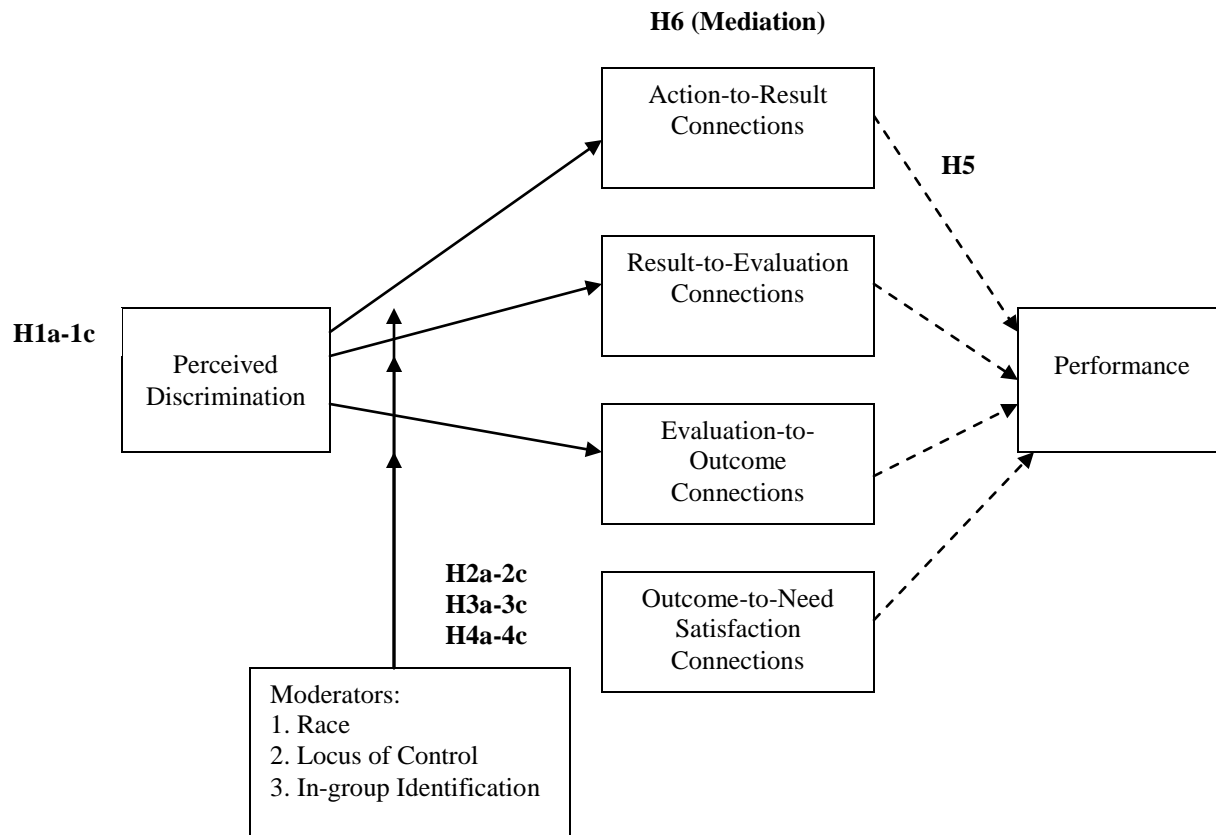 H6 (Mediation)
Action-to-Result
Connections
H5
Result-to-Evaluation
Connections
H1a-1c
Perceived
Discrimination
Performance
Evaluation-to-
Outcome
Connections
H2a-2c
H3a-3c
H4a-4c
Outcome-to-Need
Satisfaction
Connections
Moderators:
1. Race
2. Locus of Control
3. In-group Identification